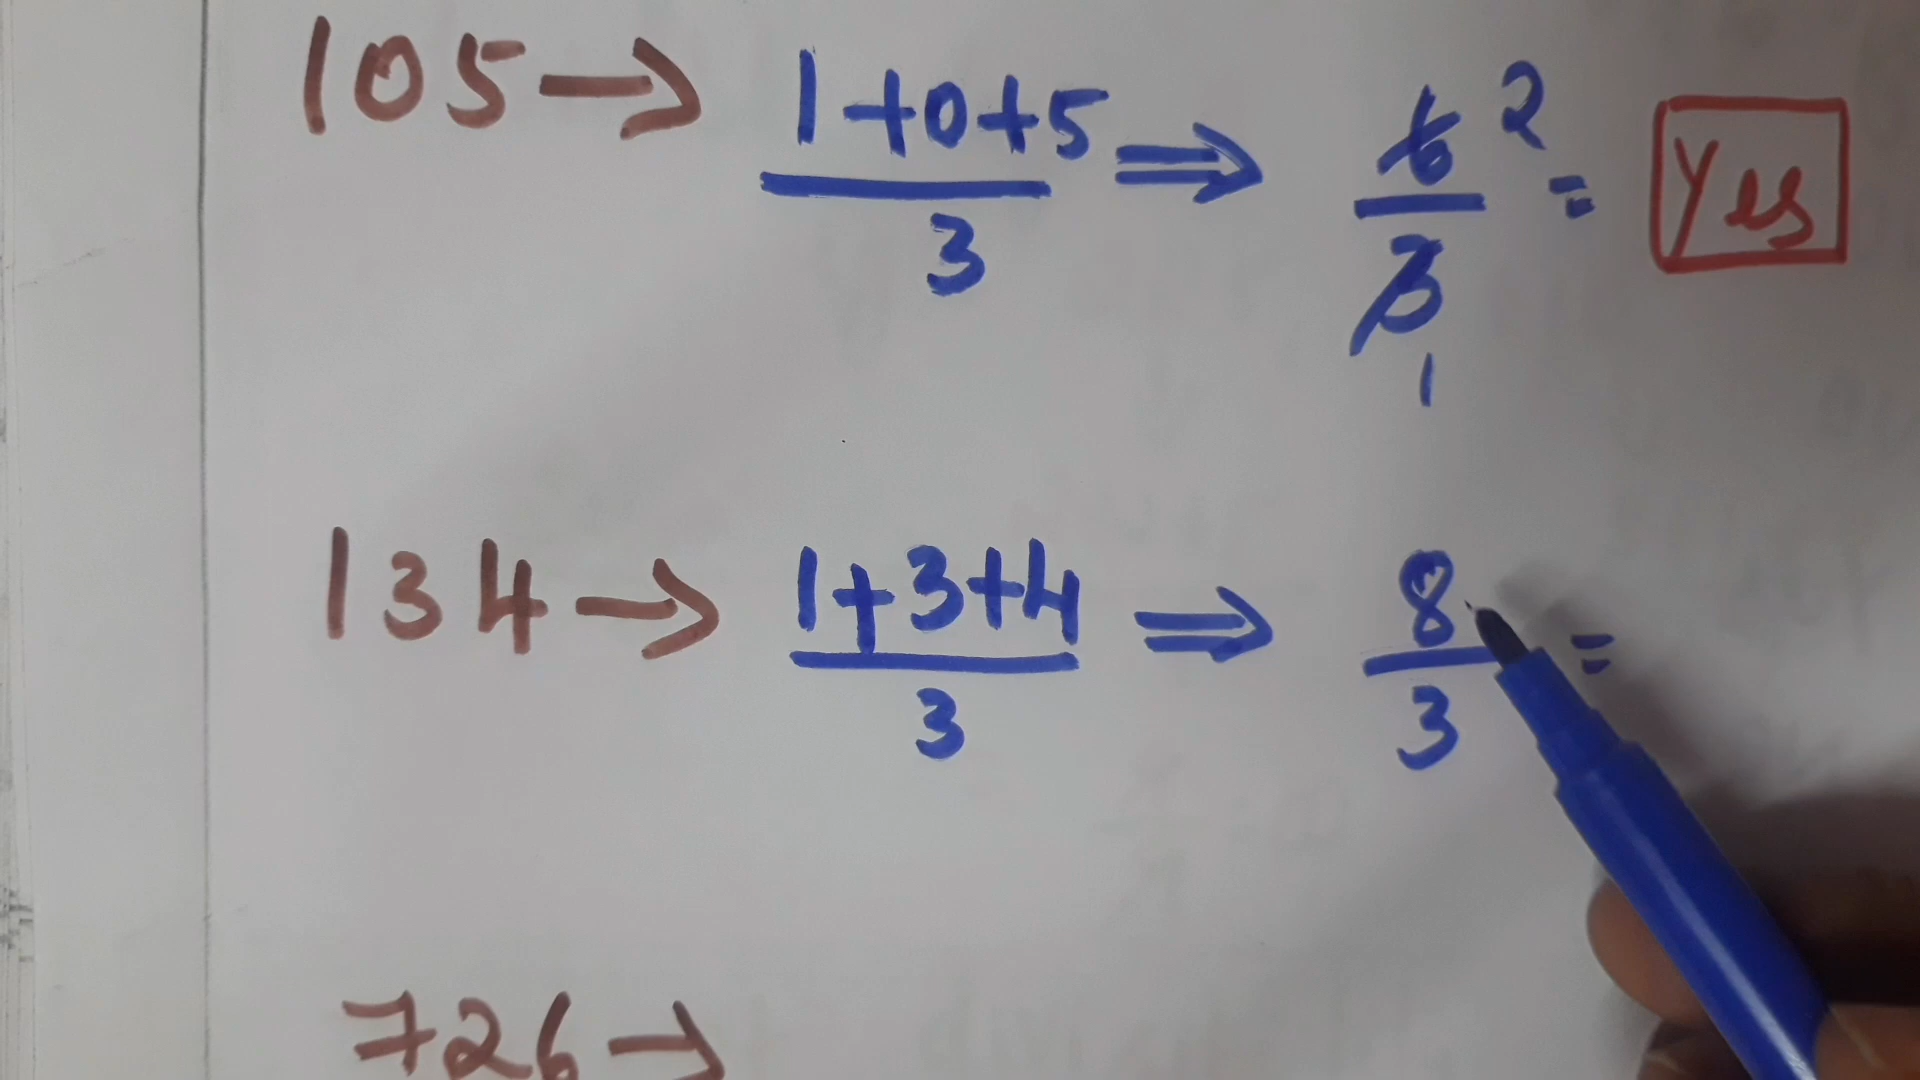 105 → 1+0+5/3 ⇒ 6/3 2 1 = Yes
134 → 1+3+4/3 ⇒ 8/3 =
726 →